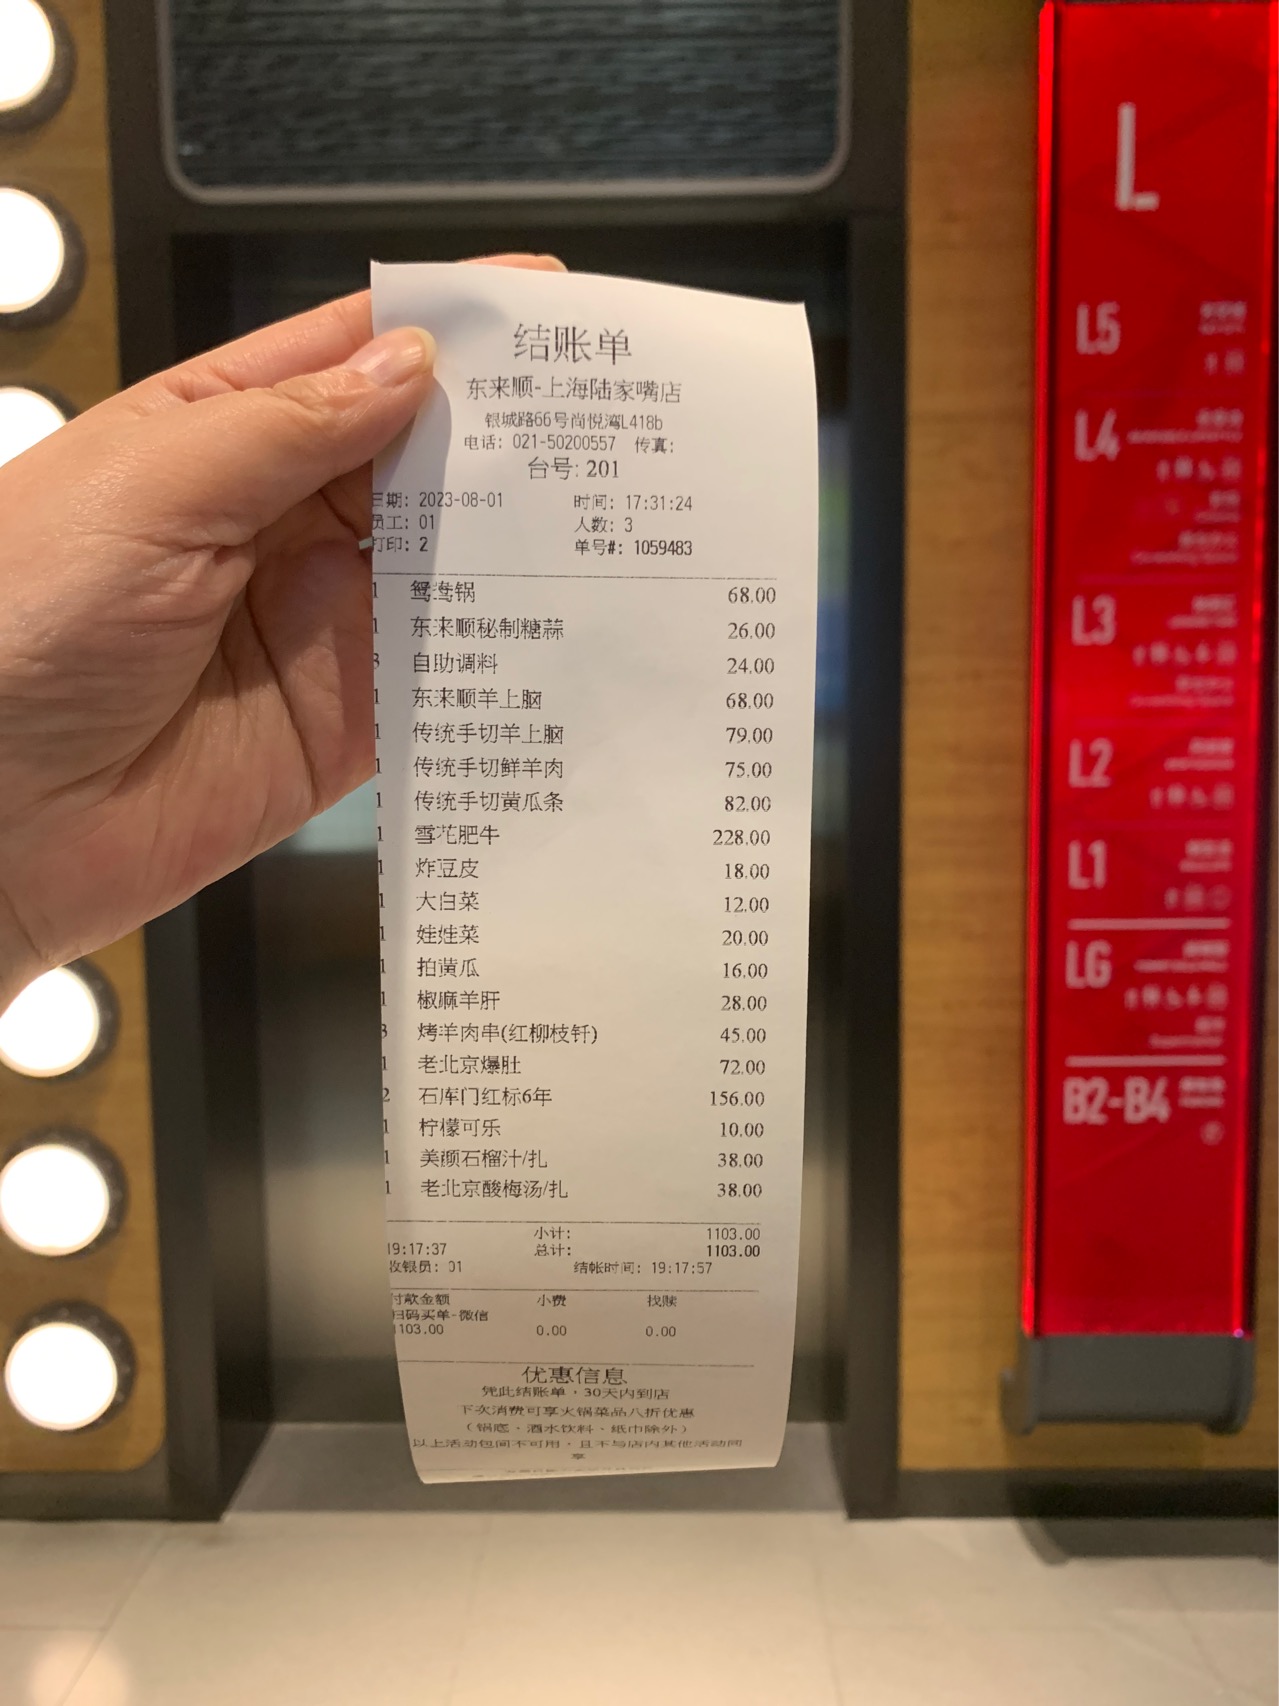 结账单
东来顺-上海陆家嘴店
银城路66号尚悦湾L418b
电话: 021-50200557 传真:
台号: 201
日期: 2023-08-01 时间: 17:31:24
员工: 01 人数: 3
打印: 2 单号#: 1059483
1 鸳鸯锅 68.00
1 东来顺秘制糖蒜 26.00
3 自助调料 24.00
1 东来顺羊上脑 68.00
1 传统手切羊上脑 79.00
1 传统手切鲜羊肉 75.00
1 传统手切黄瓜条 82.00
1 雪花肥牛 228.00
1 炸豆皮 18.00
1 大白菜 12.00
1 娃娃菜 20.00
1 拍黄瓜 16.00
1 椒麻羊肝 28.00
3 烤羊肉串(红柳枝钎) 45.00
1 老北京爆肚 72.00
2 石库门红标6年 156.00
1 柠檬可乐 10.00
1 美颜石榴汁/扎 38.00
1 老北京酸梅汤/扎 38.00
小计: 1103.00
19:17:37 总计: 1103.00
收银员: 01 结帐时间: 19:17:57
付款金额 小费 找赎
扫码买单-微信
1103.00 0.00 0.00
优惠信息
凭此结账单，30天内到店
下次消费可享火锅菜品八折优惠
（锅底、酒水饮料、纸巾除外）
以上活动包间不可用，且不与店内其他活动同
享
L
L5
L4
L3
L2
L1
LG
B2-B4